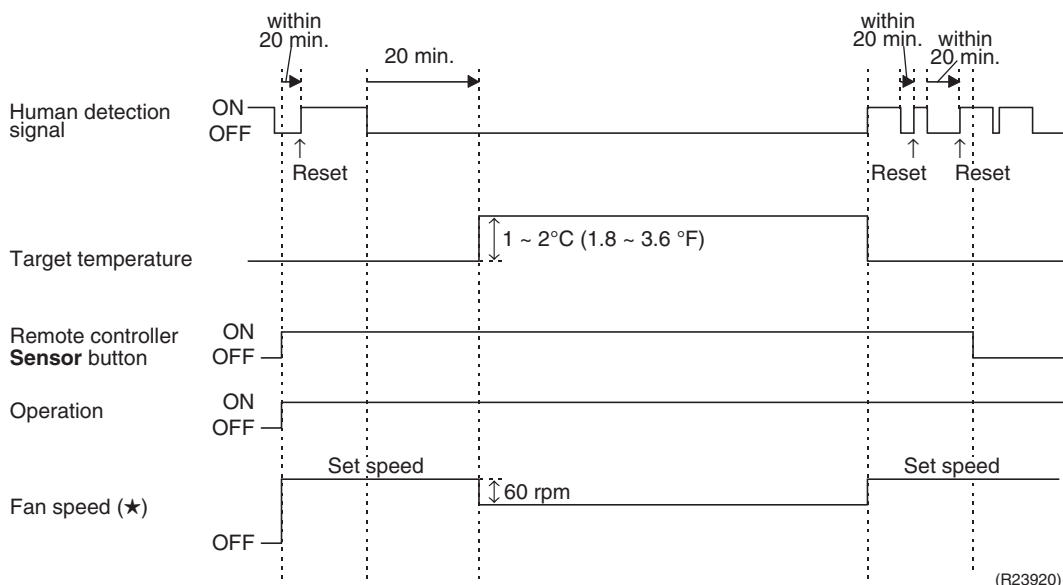 within
20 min.
20 min.
within
20 min.
within
20 min.
Human detection
signal
ON
OFF
Reset
Reset
Reset
Target temperature
1 ~ 2°C (1.8 ~ 3.6 °F)
Remote controller
Sensor button
ON
OFF
Operation
ON
OFF
Set speed
Set speed
Fan speed (★)
60 rpm
OFF
(R23920)